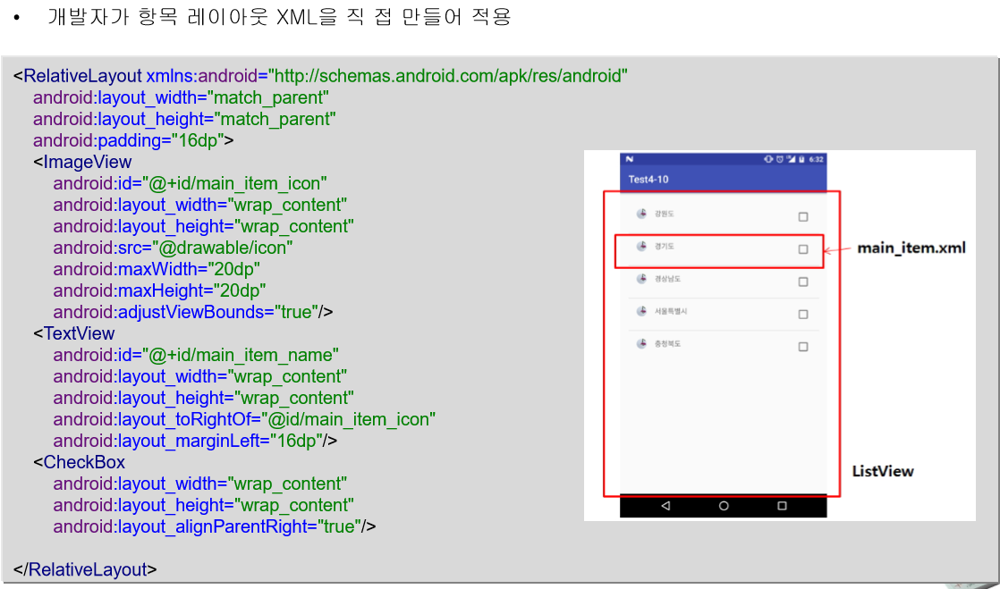 • 개발자가 항목 레이아웃 XML을 직 접 만들어 적용
<RelativeLayout xmlns:android="http://schemas.android.com/apk/res/android"
android:layout_width="match_parent"
android:layout_height="match_parent"
android:padding="16dp">
<ImageView
android:id="@+id/main_item_icon"
android:layout_width="wrap_content"
android:layout_height="wrap_content"
android:src="@drawable/icon"
android:maxWidth="20dp"
android:maxHeight="20dp"
android:adjustViewBounds="true"/>
<TextView
android:id="@+id/main_item_name"
android:layout_width="wrap_content"
android:layout_height="wrap_content"
android:layout_toRightOf="@id/main_item_icon"
android:layout_marginLeft="16dp"/>
<CheckBox
android:layout_width="wrap_content"
android:layout_height="wrap_content"
android:layout_alignParentRight="true"/>
</RelativeLayout>
6:32
Test4-10
강원도
경기도
main_item.xml
경상남도
서울특별시
충청북도
ListView